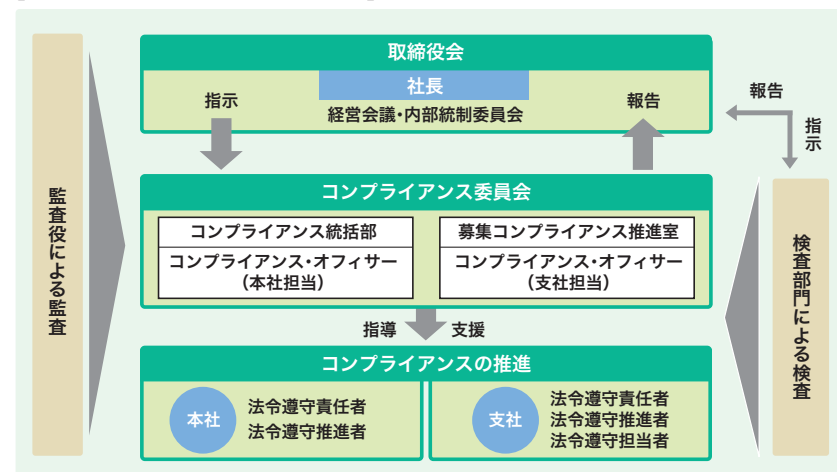 取締役会
社長
経営会議・内部統制委員会
指示
報告
報告
指示
コンプライアンス委員会
コンプライアンス統括部
コンプライアンス・オフィサー
（本社担当）
募集コンプライアンス推進室
コンプライアンス・オフィサー
（支社担当）
指導
支援
コンプライアンスの推進
本社
法令遵守責任者
法令遵守推進者
支社
法令遵守責任者
法令遵守推進者
法令遵守担当者
監査役による監査
検査部門による検査